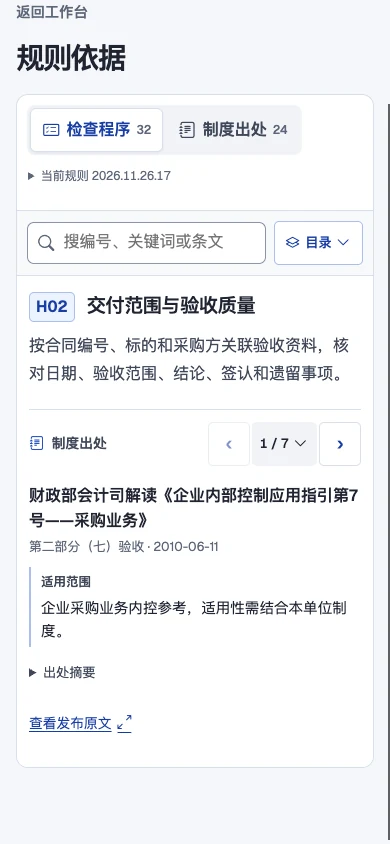 返回工作台
规则依据
检查程序 32
制度出处 24
当前规则 2026.11.26.17
搜编号、关键词或条文
目录
H02 交付范围与验收质量
按合同编号、标的和采购方关联验收资料，核
对日期、验收范围、结论、签认和遗留事项。
制度出处
1 / 7
财政部会计司解读《企业内部控制应用指引第7
号——采购业务》
第二部分（七）验收 · 2010-06-11
适用范围
企业采购业务内控参考，适用性需结合本单位制
度。
出处摘要
查看发布原文